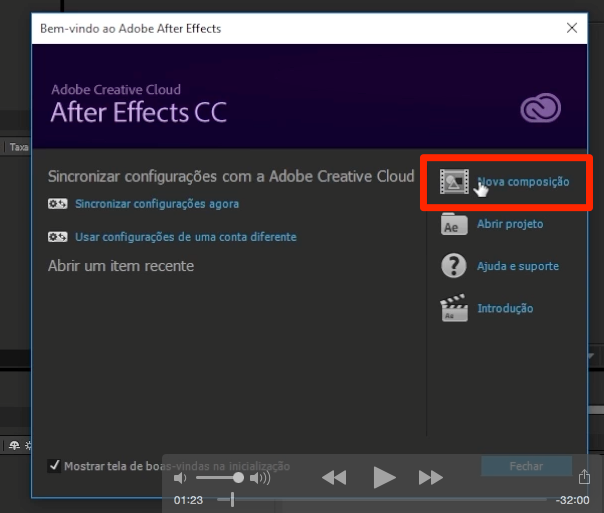 Bem-vindo ao Adobe After Effects
Adobe Creative Cloud
After Effects CC
Taxa
Sincronizar configurações com a Adobe Creative Cloud
Nova composição
Sincronizar configurações agora
Abrir projeto
Ae
Usar configurações de uma conta diferente
Abrir um item recente
Ajuda e suporte
?
Introdução
Ae
Mostrar tela de boas-vindas na inicialização
Fechar
01:23
-32:00